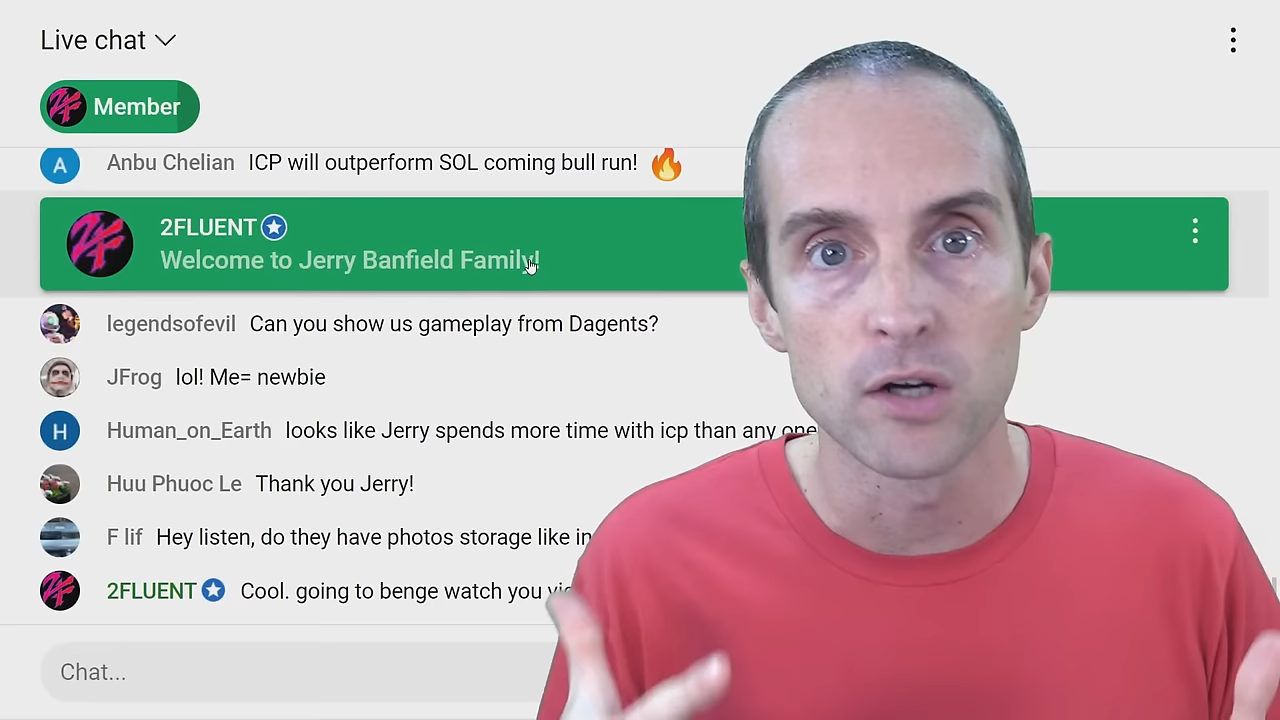 Live chat
Member
A Anbu Chelian ICP will outperform SOL coming bull run!
2FLUENT
Welcome to Jerry Banfield Family!
legendsofevil Can you show us gameplay from Dagents?
JFrog lol! Me= newbie
H Human_on_Earth looks like Jerry spends more time with icp than any one
Huu Phuoc Le Thank you Jerry!
F lif Hey listen, do they have photos storage like in
2FLUENT Cool. going to benge watch you
Chat...